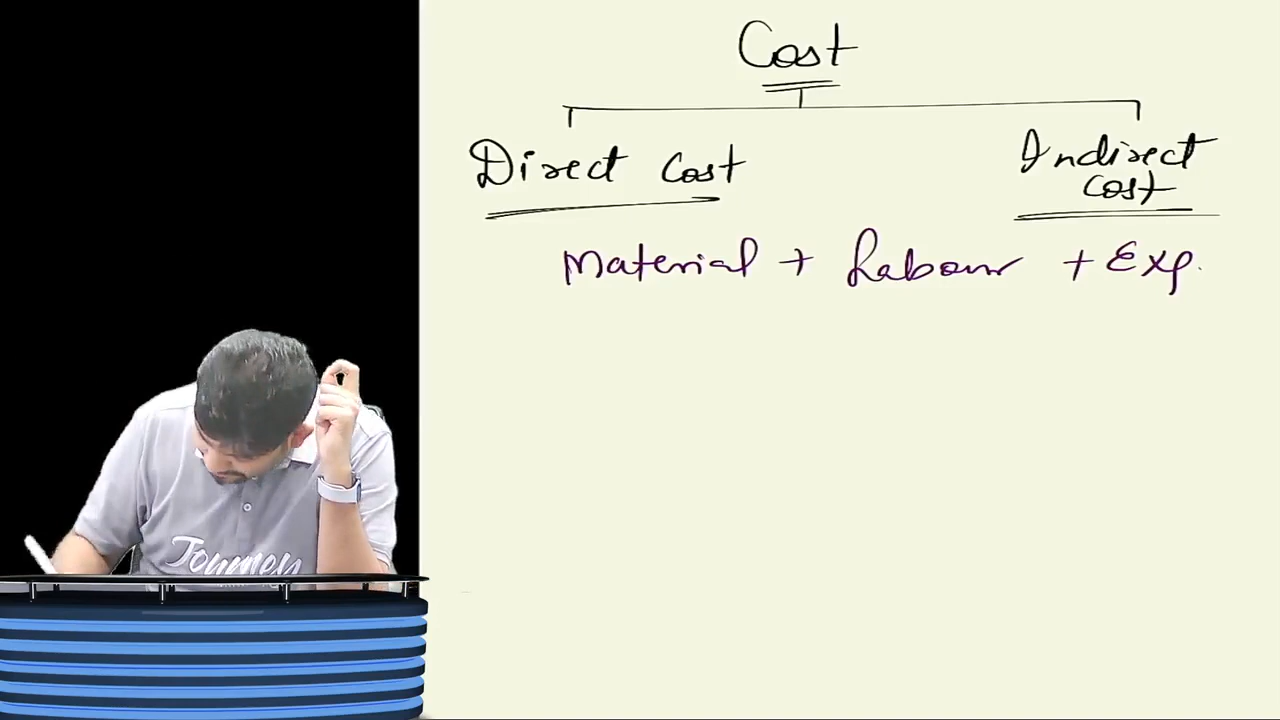 Cost
Direct Cost
Indirect
Cost
Material + Labour + Exp.
Journey